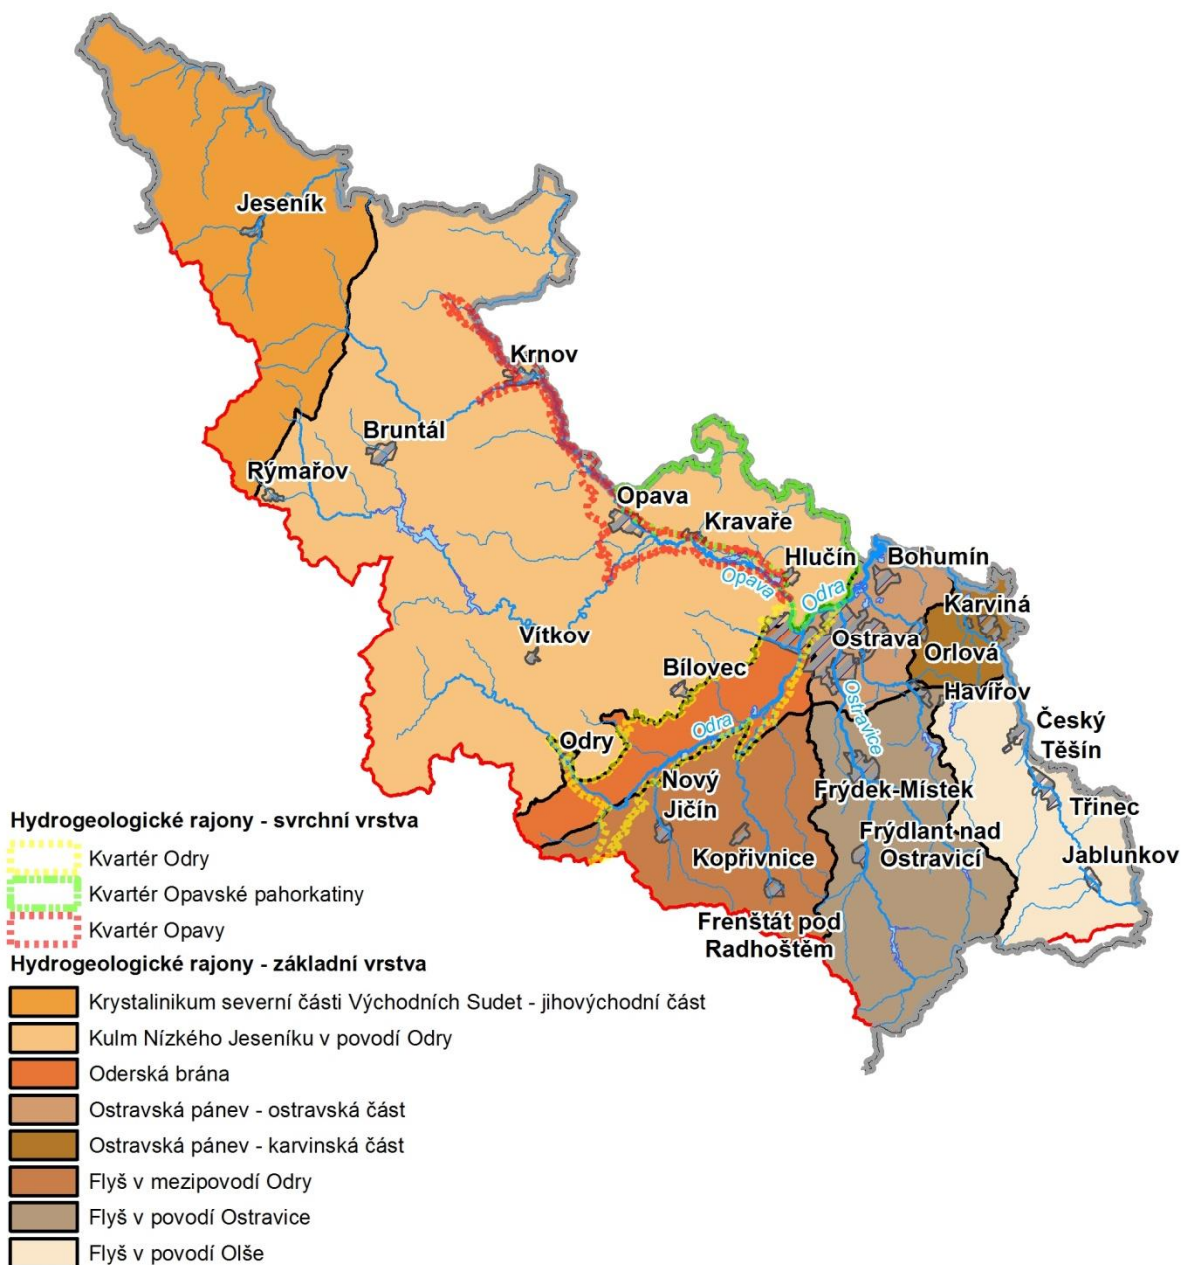 Jeseník
Krnov
Bruntál
Rýmařov
Opava
Kravaře
Hlučín
Bohumín
Opava
Odra
Karviná
Vítkov
Ostrava
Orlová
Bílovec
Havířov
Ostravice
Odra
Odry
Český
Těšín
Nový
Jičín
Frýdek-Místek
Třinec
Frýdlant nad
Ostravicí
Kopřivnice
Jablunkov
Frenštát pod
Radhoštěm
Hydrogeologické rajony - svrchní vrstva
Kvartér Odry
Kvartér Opavské pahorkatiny
Kvartér Opavy
Hydrogeologické rajony - základní vrstva
Krystalinikum severní části Východních Sudet - jihovýchodní část
Kulm Nízkého Jeseníku v povodí Odry
Oderská brána
Ostravská pánev - ostravská část
Ostravská pánev - karvinská část
Flyš v mezipovodí Odry
Flyš v povodí Ostravice
Flyš v povodí Olše